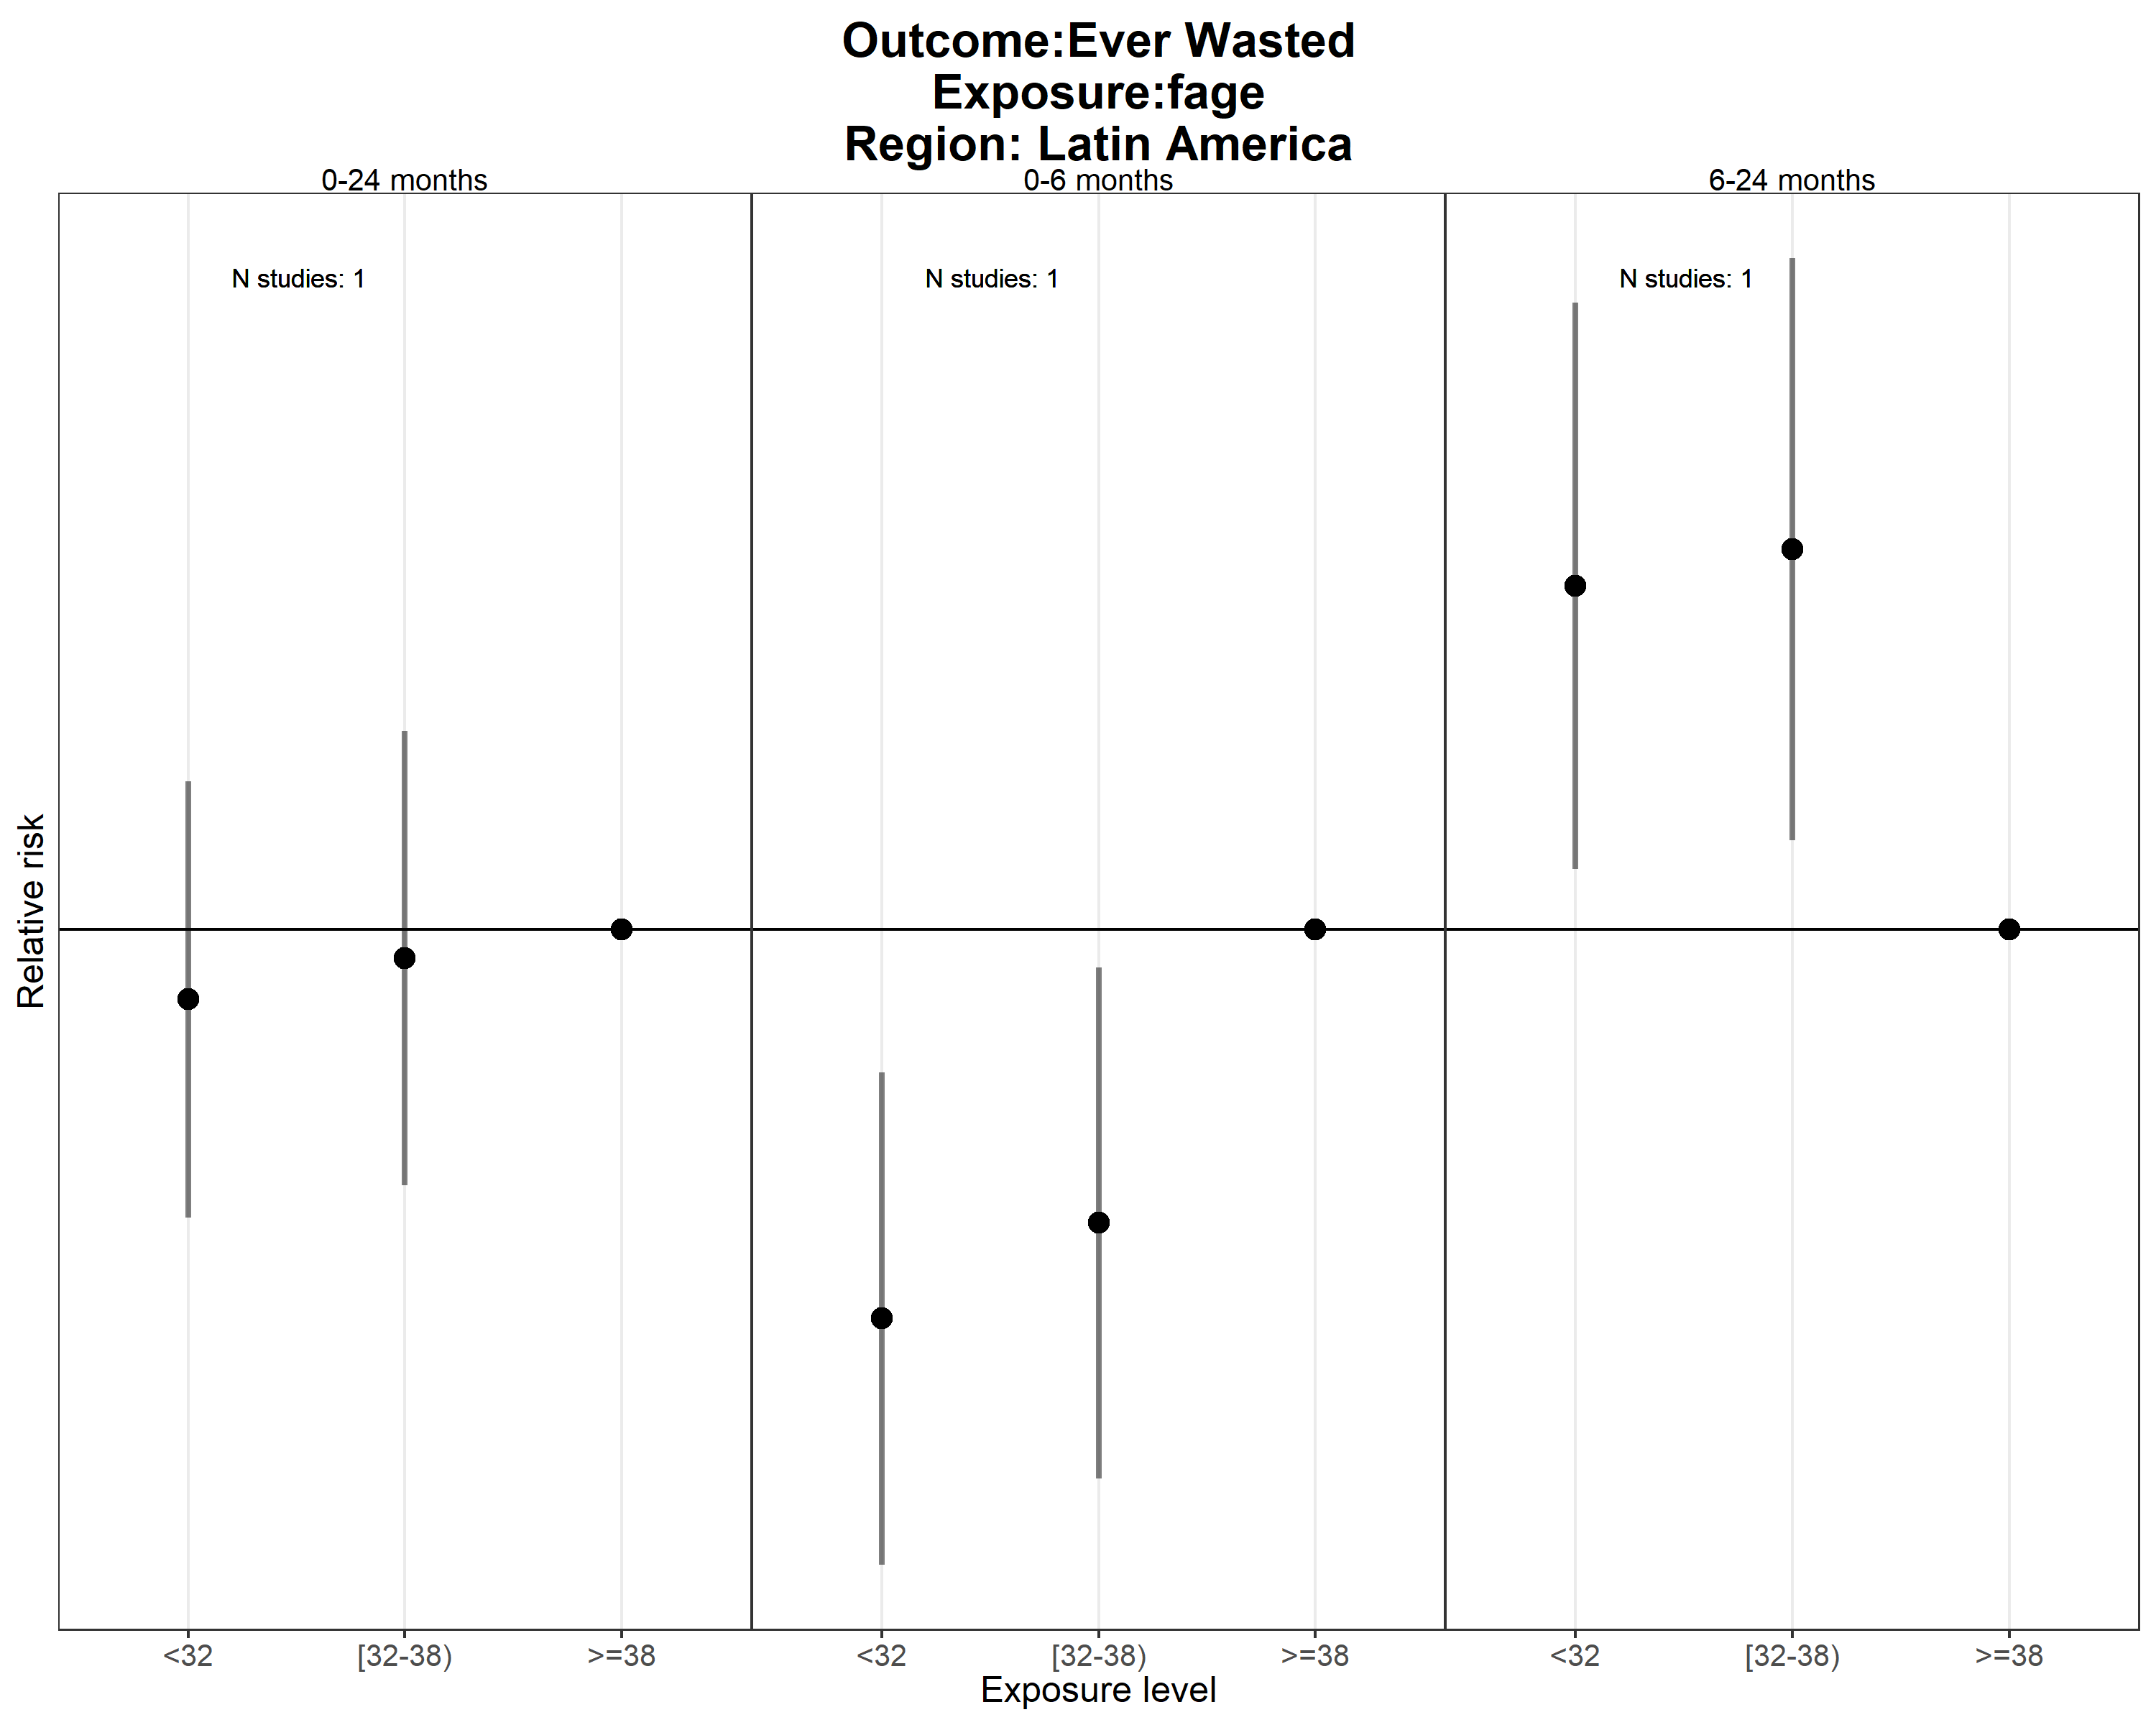 Outcome:Ever Wasted
Exposure:fage
Region: Latin America
0-24 months
0-6 months
6-24 months
N studies: 1
N studies: 1
N studies: 1
Relative risk
<32
[32-38)
>=38
<32
[32-38)
>=38
<32
[32-38)
>=38
Exposure level